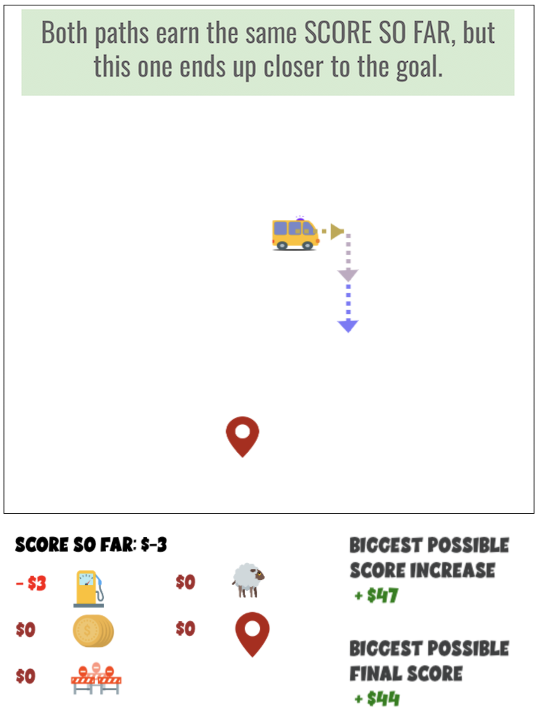 Both paths earn the same SCORE SO FAR, but
this one ends up closer to the goal.
SCORE SO FAR: $-3
- $3
$0
$0
$0
$0
BIGGEST POSSIBLE
SCORE INCREASE
+ $47
BIGGEST POSSIBLE
FINAL SCORE
+ $44